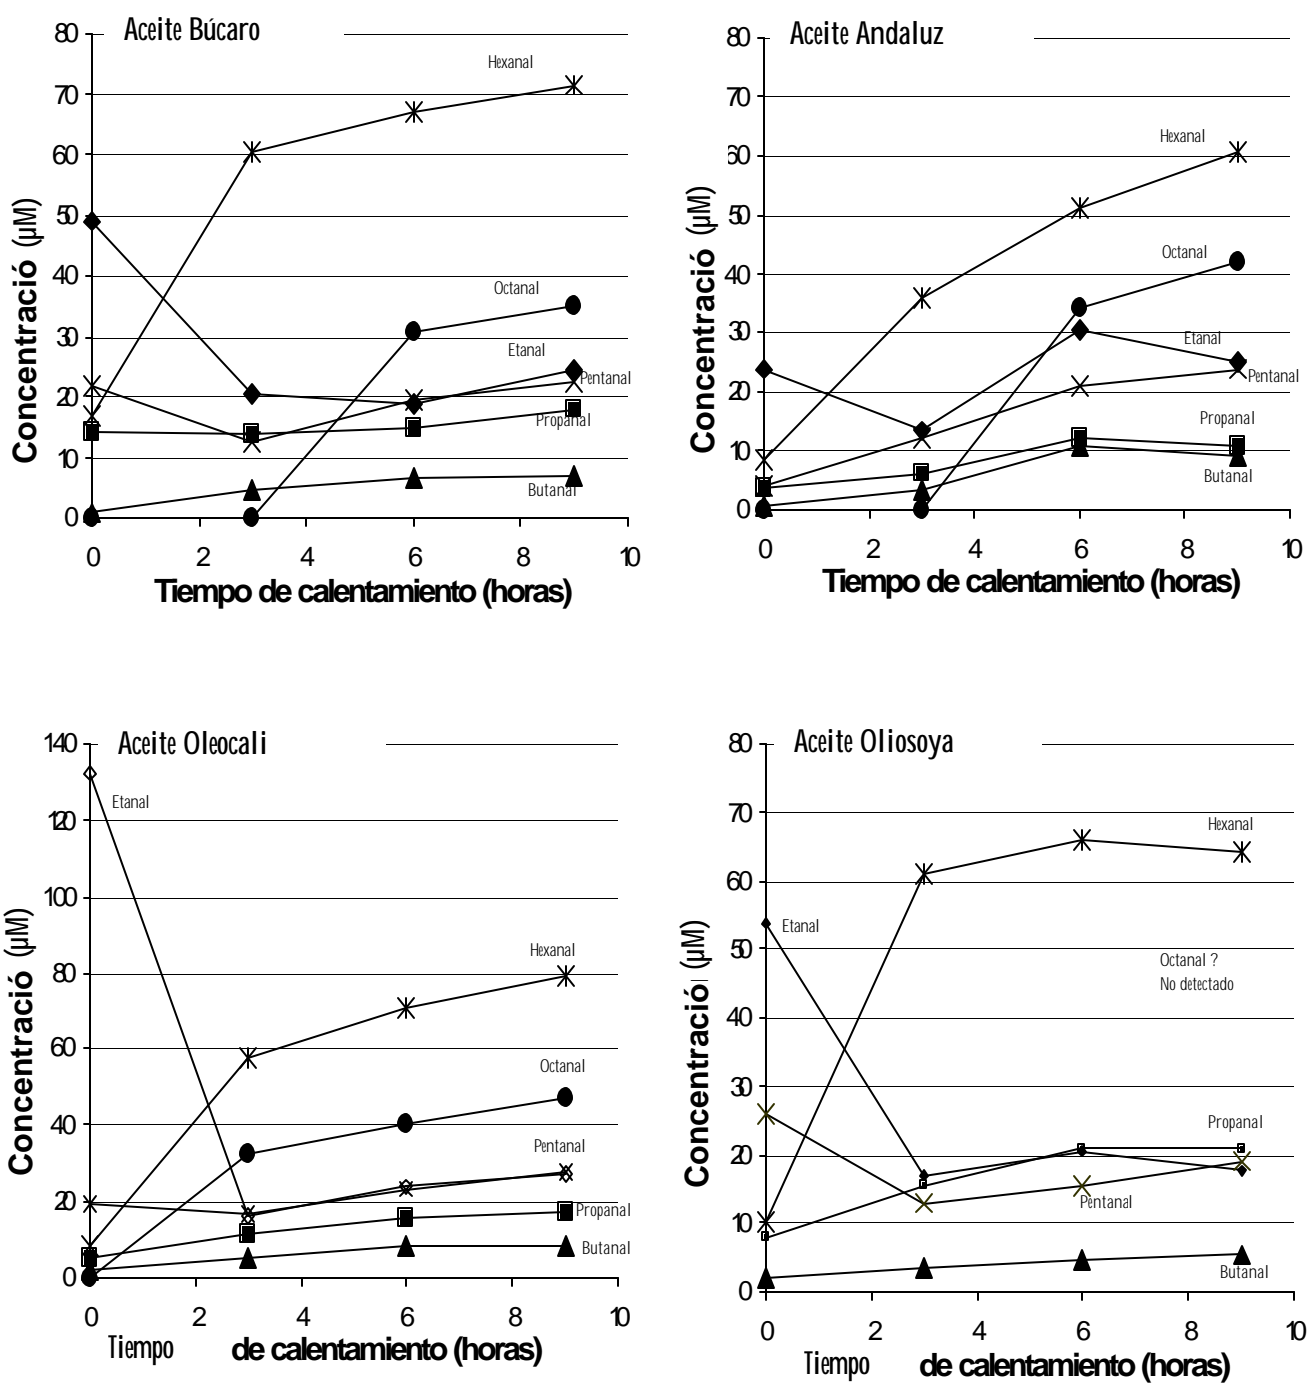 Aceite Búcaro
80
70
60
50
40
30
20
10
0
Hexanal
Octanal
Etanal
Pentanal
Propanal
Butanal
Concentració (µM)
0 2 4 6 8 10
Tiempo de calentamiento (horas)
Aceite Andaluz
80
70
60
50
40
30
20
10
0
Hexanal
Octanal
Etanal
Pentanal
Propanal
Butanal
Concentració (µM)
0 2 4 6 8 10
Tiempo de calentamiento (horas)
Aceite Oleocali
140
120
100
80
60
40
20
0
Etanal
Hexanal
Octanal
Pentanal
Propanal
Butanal
Concentració (µM)
0 2 4 6 8 10
Tiempo de calentamiento (horas)
Aceite Oliosoya
80
70
60
50
40
30
20
10
0
Hexanal
Etanal
Octanal ?
No detectado
Propanal
Pentanal
Butanal
Concentració (µM)
0 2 4 6 8 10
Tiempo de calentamiento (horas)